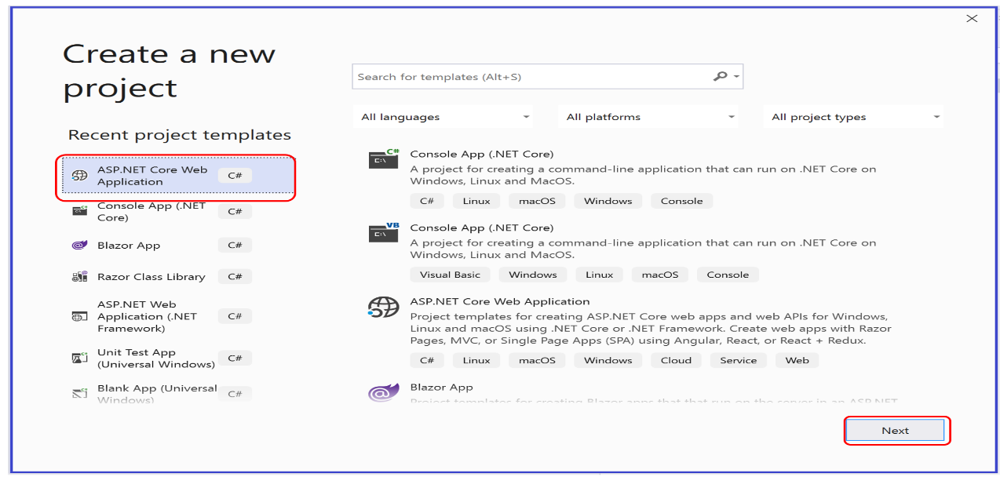 Create a new
project
Recent project templates
ASP.NET Core Web
Application
C#
Console App (.NET
Core)
C#
Blazor App
C#
Razor Class Library
C#
ASP.NET Web
Application (.NET
Framework)
C#
Unit Test App
(Universal Windows)
C#
Blank App (Universal
Windows)
C#
Search for templates (Alt+S)
All languages
All platforms
All project types
C#
C:\
Console App (.NET Core)
A project for creating a command-line application that can run on .NET Core on
Windows, Linux and MacOS.
C# Linux macOS Windows Console
VB
C:\
Console App (.NET Core)
A project for creating a command-line application that can run on .NET Core on
Windows, Linux and MacOS.
Visual Basic Windows Linux macOS Console
ASP.NET Core Web Application
Project templates for creating ASP.NET Core web apps and web APIs for Windows,
Linux and macOS using .NET Core or .NET Framework. Create web apps with Razor
Pages, MVC, or Single Page Apps (SPA) using Angular, React, or React + Redux.
C# Linux macOS Windows Cloud Service Web
Blazor App
Project templates for creating Blazor apps that that run on the server in an ASP.NET
Next